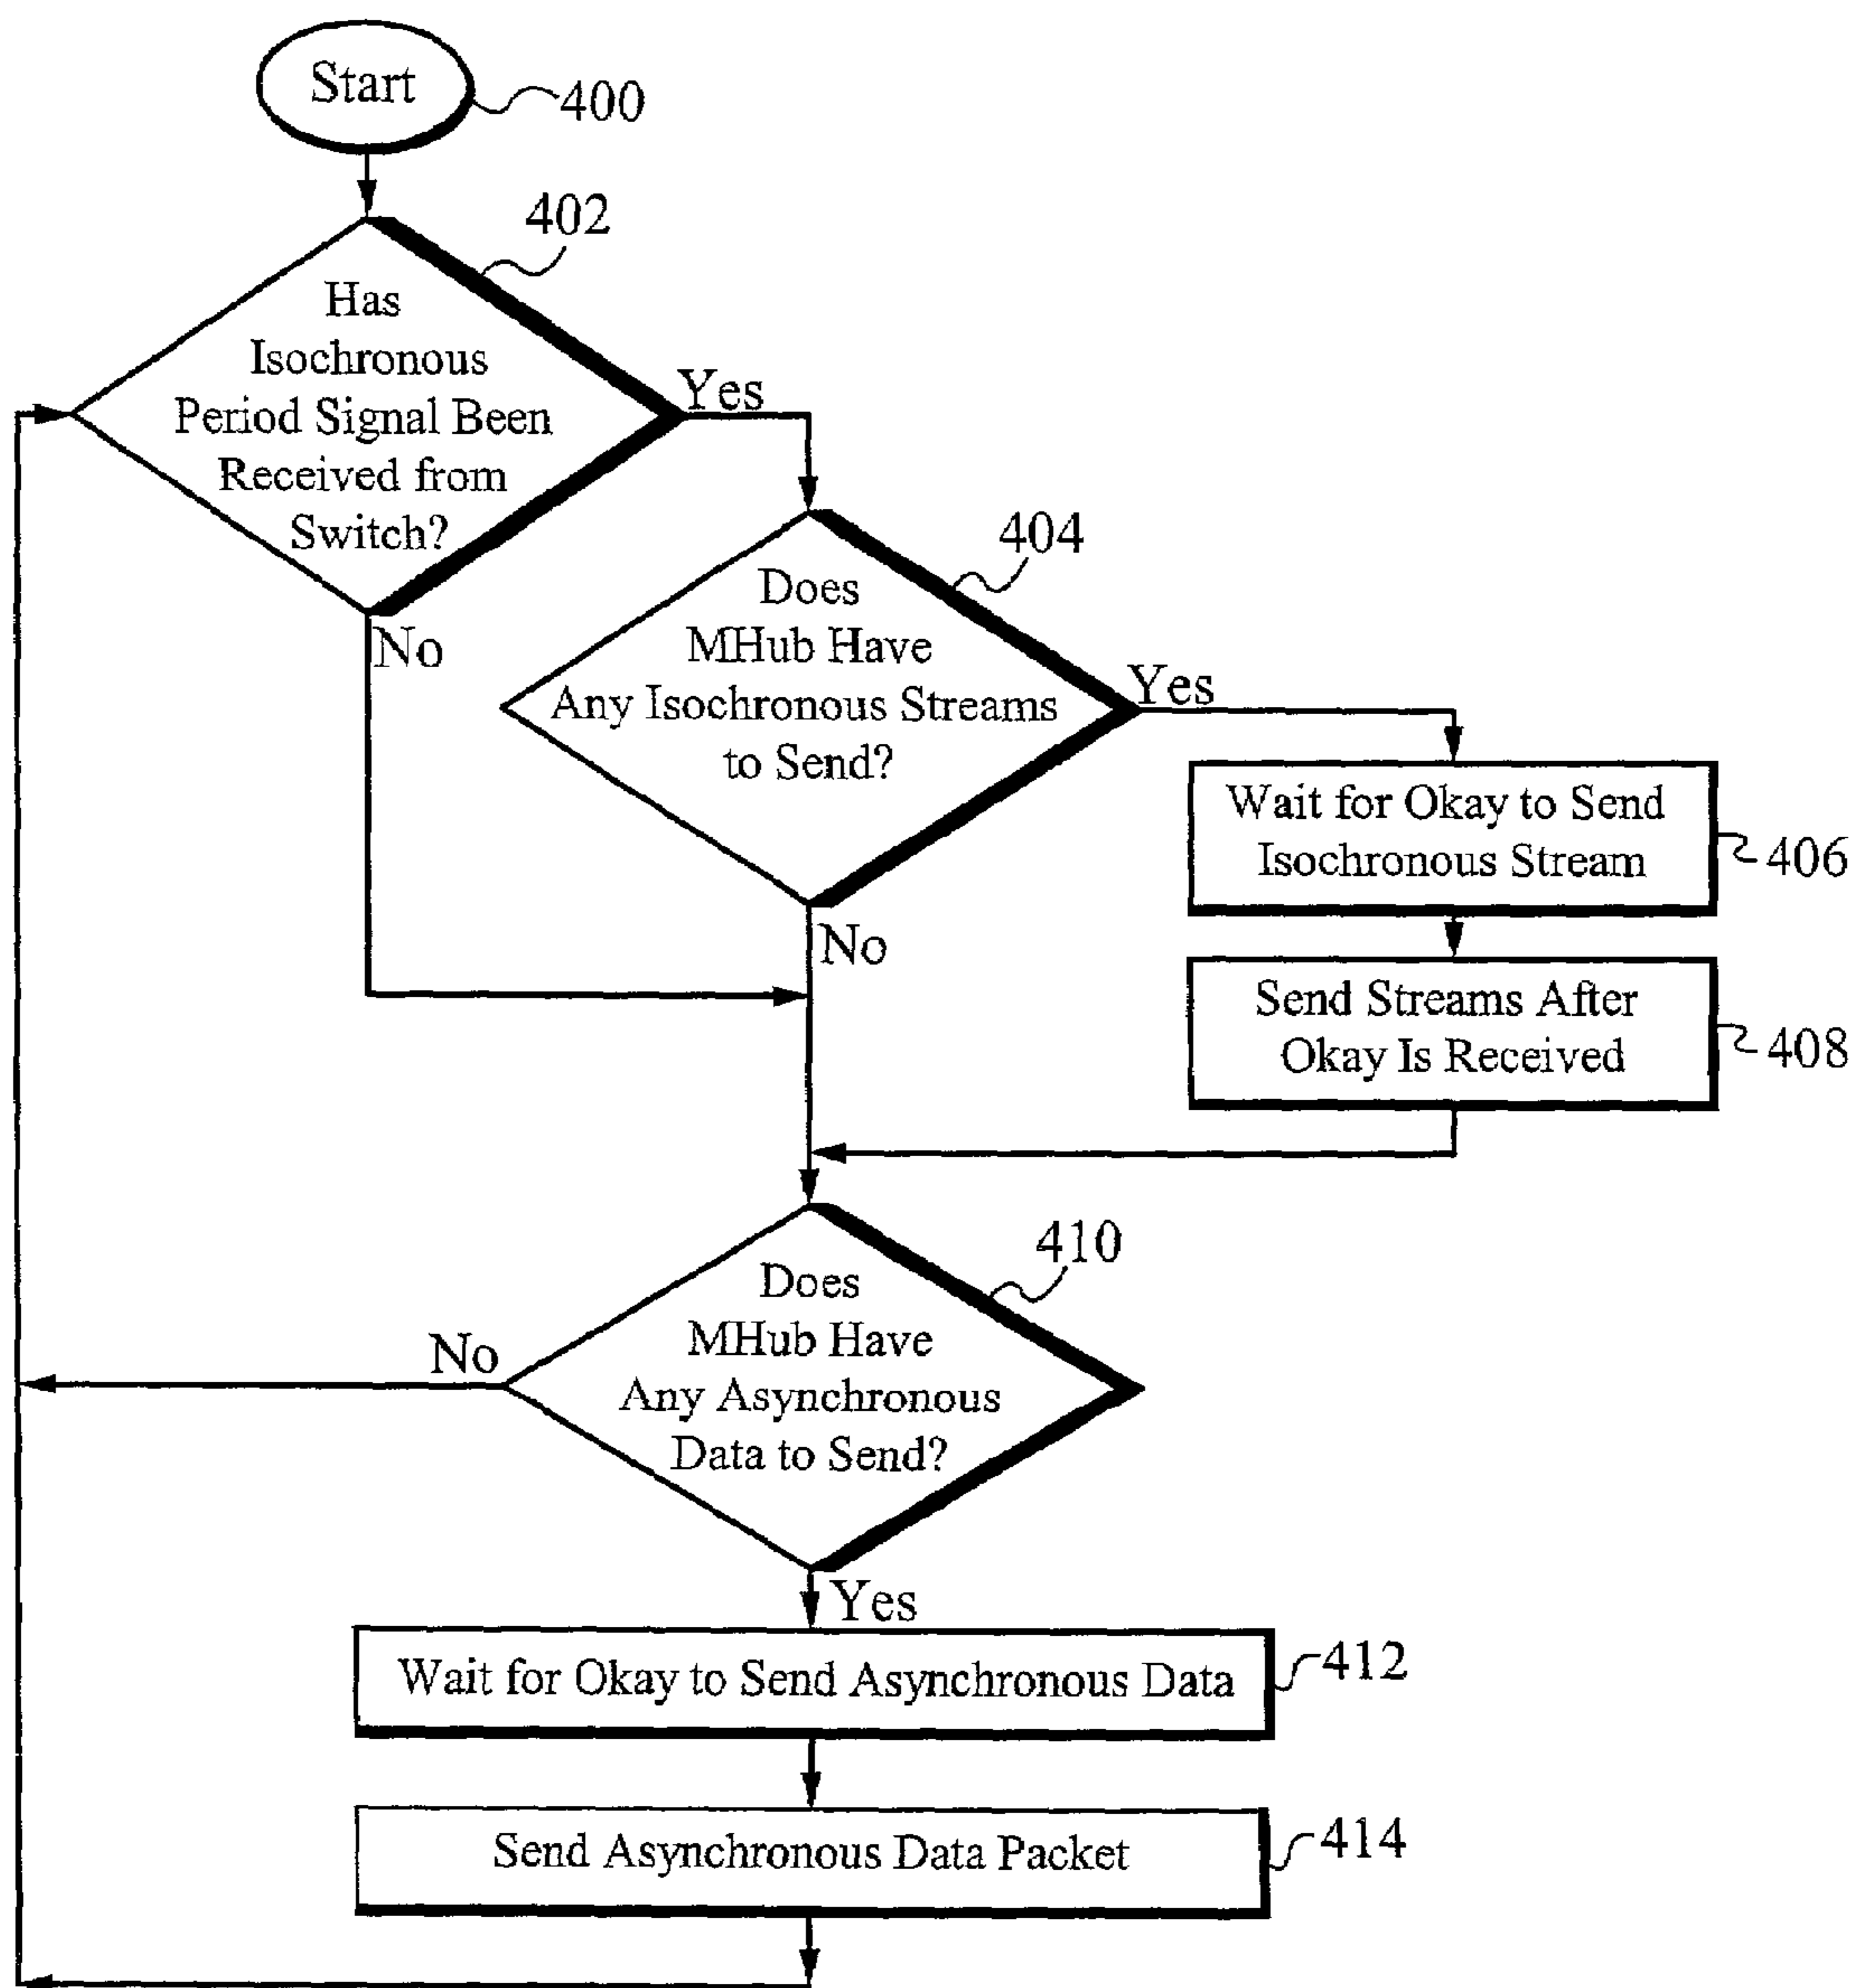 Start
400
402
Has
Isochronous
Period Signal Been
Received from
Switch?
Yes
No
404
Does
MHub Have
Any Isochronous Streams
to Send?
Yes
No
Wait for Okay to Send
Isochronous Stream
406
Send Streams After
Okay Is Received
408
410
Does
MHub Have
Any Asynchronous
Data to Send?
No
Yes
Wait for Okay to Send Asynchronous Data
412
Send Asynchronous Data Packet
414